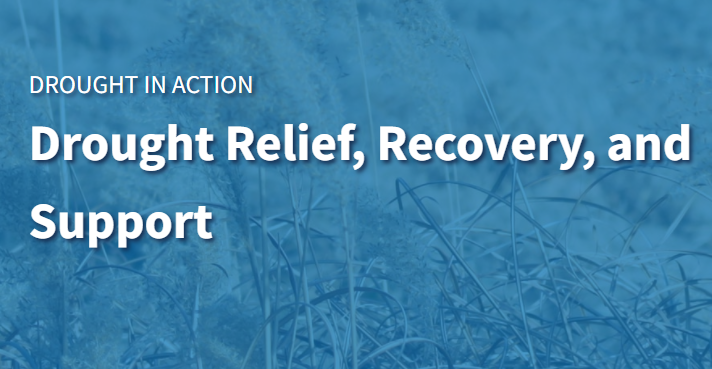 DROUGHT IN ACTION
Drought Relief, Recovery, and
Support